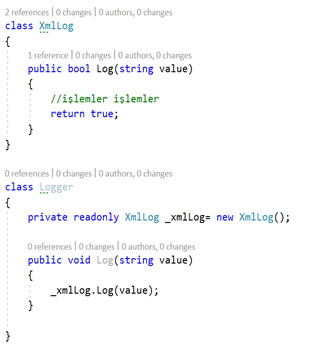 2 references | 0 changes | 0 authors, 0 changes
class XmlLog
{
1 reference | 0 changes | 0 authors, 0 changes
public bool Log(string value)
{
//işlemler işlemler
return true;
}
}
0 references | 0 changes | 0 authors, 0 changes
class Logger
{
private readonly XmlLog _xmlLog= new XmlLog();
0 references | 0 changes | 0 authors, 0 changes
public void Log(string value)
{
_xmlLog.Log(value);
}
}